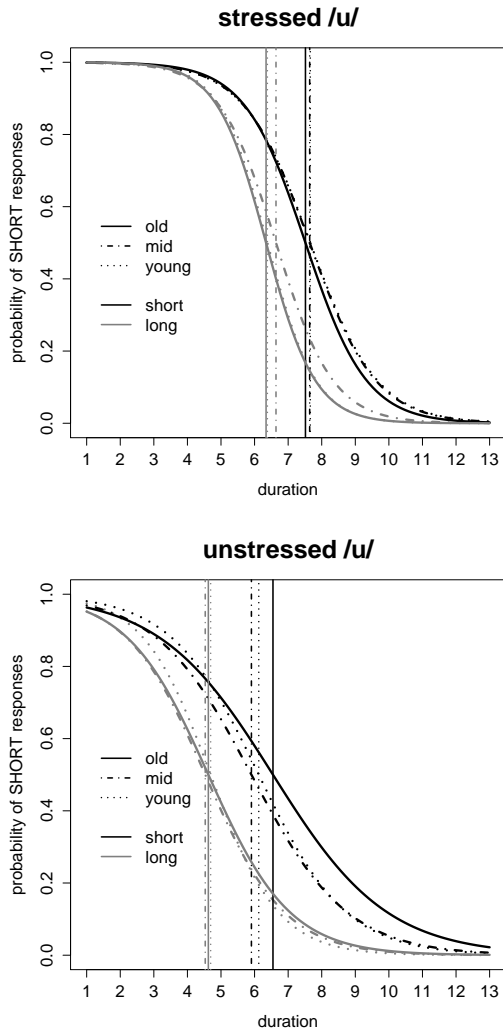 stressed /u/
probability of SHORT responses
1.0
0.8
0.6
0.4
0.2
0.0
old
mid
young
short
long
1 2 3 4 5 6 7 8 9 10 11 12 13
duration
unstressed /u/
probability of SHORT responses
1.0
0.8
0.6
0.4
0.2
0.0
old
mid
young
short
long
1 2 3 4 5 6 7 8 9 10 11 12 13
duration